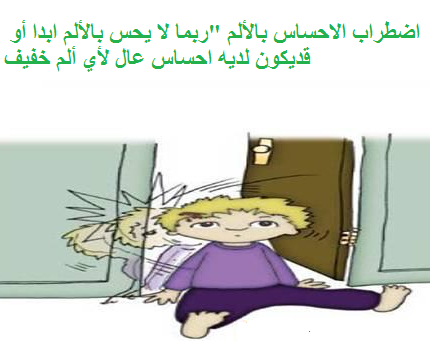 اضطراب الاحساس بالألم "ربما لا يحس بالألم ابدا أو
قديكون لديه احساس عال لأي ألم خفيف